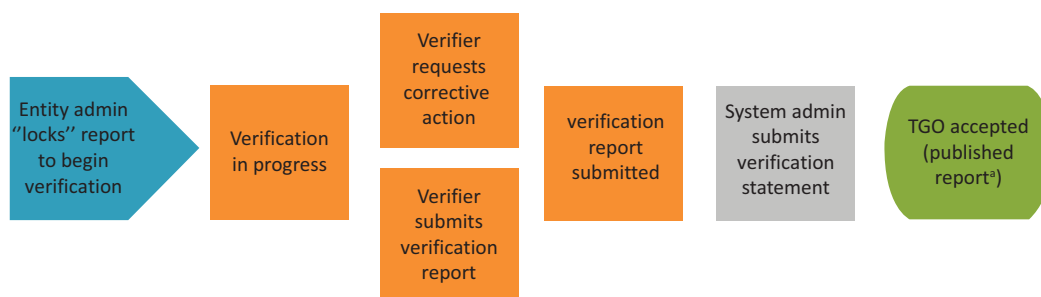 Entity admin
‘’locks’’ report
to begin
verification
Verification
in progress
Verifier
requests
corrective
action
Verifier
submits
verification
report
verification
report
submitted
System admin
submits
verification
statement
TGO accepted
(published
reportᵃ)